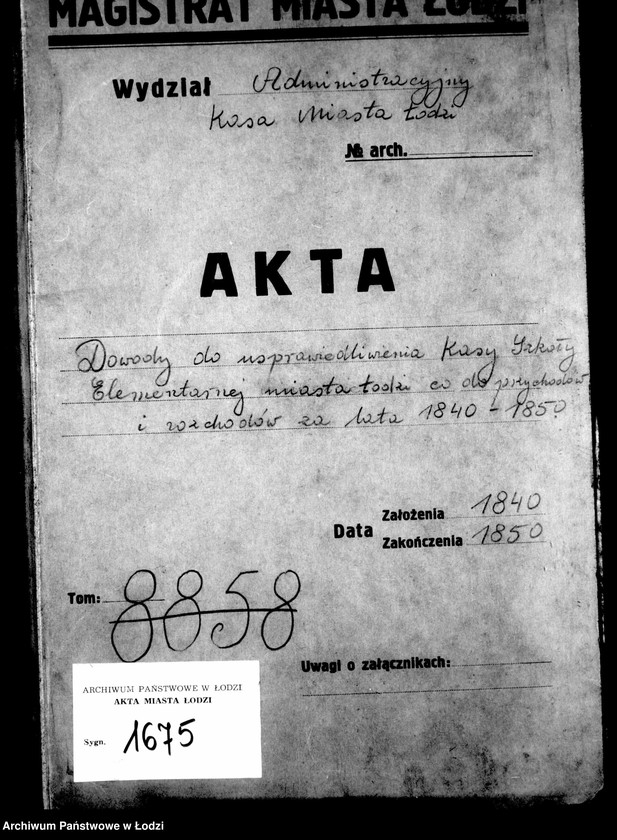 MAGISTRAT MIASTA ŁODZI
Wydział Administracyjny
Kasa Miasta Łodzi
№ arch.
AKTA
Dowody do usprawiedliwienia Kasy Szkoły
Elementarnej miasta Łodzi co do przychodów
i rozchodów za lata 1840 - 1850
Data Założenia 1840
Zakończenia 1850
Tom: 8858
Uwagi o załącznikach:
ARCHIWUM PAŃSTWOWE W ŁODZI
AKTA MIASTA ŁODZI
Sygn. 1675
Archiwum Państwowe w Łodzi